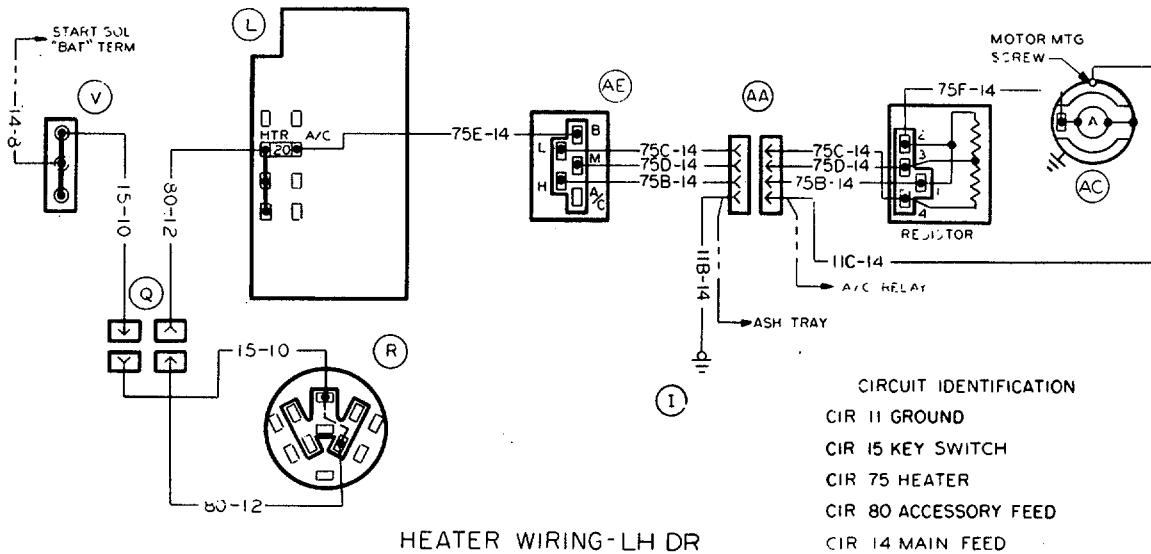 START SOL
"BAT" TERM
14-8
V
L
HTR A/C
20
15-10
80-12
Q
75E-14
AE
B
L
M
H
A/C
75C-14
75D-14
75B-14
AA
75C-14
75D-14
75B-14
75F-14
2
3
1
4
RESISTOR
MOTOR MTG
SCREW
A
AC
11C-14
A/C RELAY
11B-14
ASH TRAY
I
15-10
R
80-12
HEATER WIRING-LH DR
CIRCUIT IDENTIFICATION
CIR 11 GROUND
CIR 15 KEY SWITCH
CIR 75 HEATER
CIR 80 ACCESSORY FEED
CIR 14 MAIN FEED